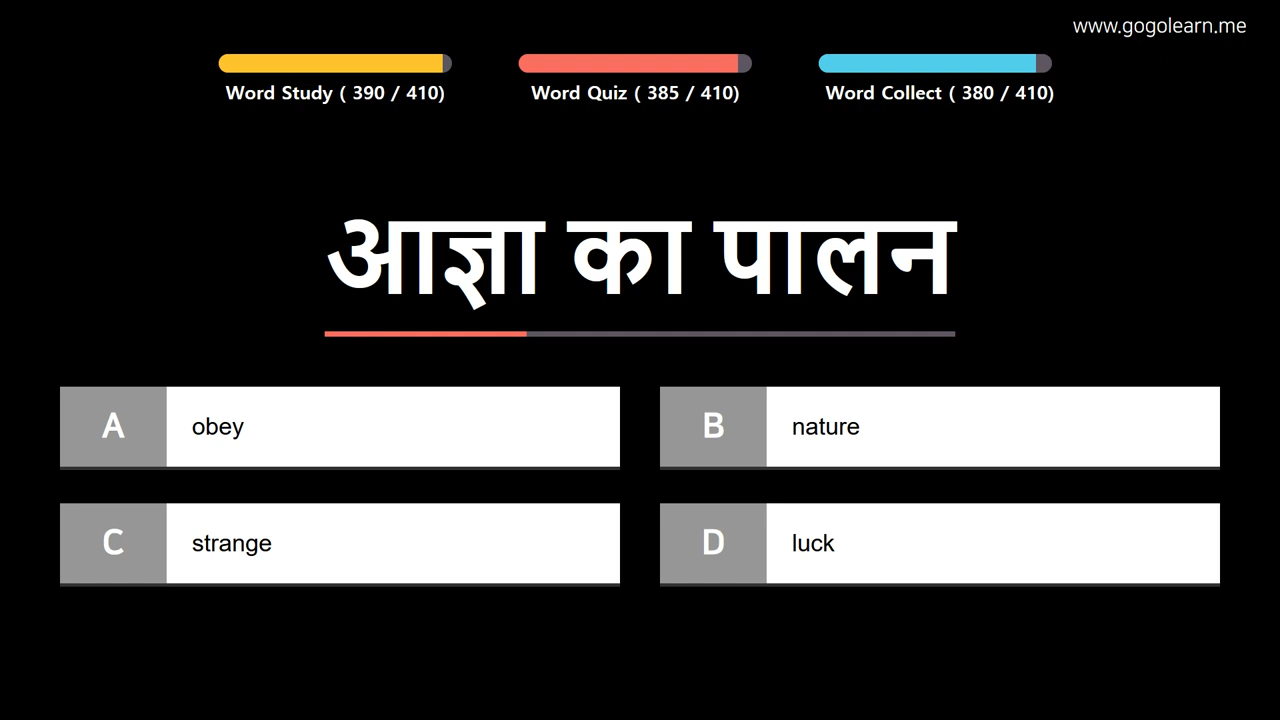 www.gogolearn.me
Word Study ( 390 / 410)
Word Quiz ( 385 / 410)
Word Collect ( 380 / 410)
आज्ञा का पालन
A
obey
B
nature
C
strange
D
luck